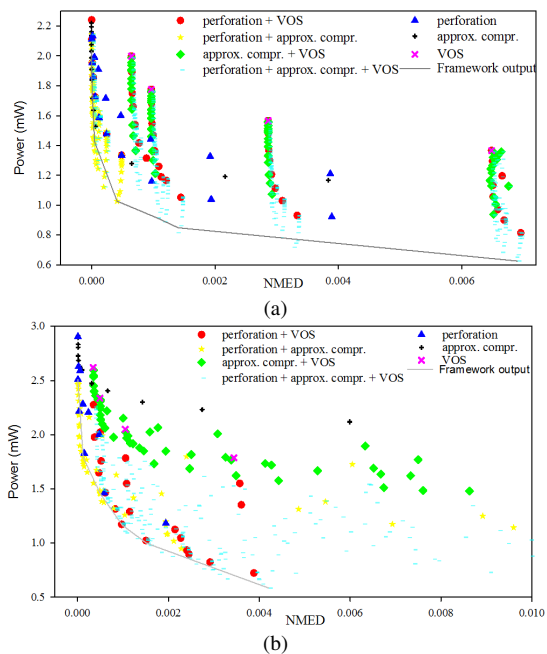 perforation + VOS
perforation + approx. compr.
approx. compr. + VOS
perforation + approx. compr. + VOS
perforation
approx. compr.
VOS
Framework output
Power (mW)
2.2
2.0
1.8
1.6
1.4
1.2
1.0
0.8
0.6
0.000
0.002
0.004
0.006
NMED
(a)
perforation + VOS
perforation + approx. compr.
approx. compr. + VOS
perforation + approx. compr. + VOS
perforation
approx. compr.
VOS
Framework output
Power (mW)
3.0
2.5
2.0
1.5
1.0
0.5
0.000
0.002
0.004
0.006
0.008
0.010
NMED
(b)